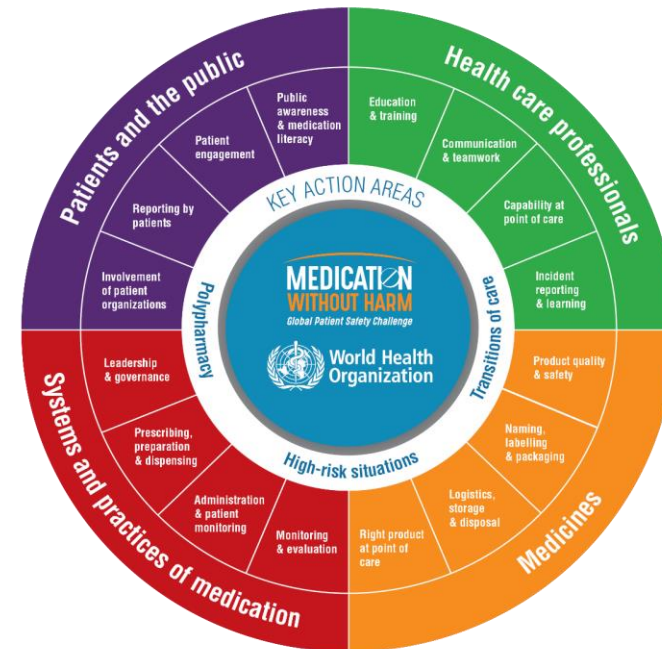 Patients and the public
Public
awareness
& medication
literacy
Patient
engagement
Reporting by
patients
Involvement
of patient
organizations
Health care professionals
Education
& training
Communication
& teamwork
Capability at
point of care
Incident
reporting
& learning
KEY ACTION AREAS
Polypharmacy
Transitions of care
High-risk situations
MEDICATION
WITHOUT HARM
Global Patient Safety Challenge
World Health
Organization
Systems and practices of medication
Leadership
& governance
Prescribing,
preparation
& dispensing
Administration
& patient
monitoring
Monitoring
& evaluation
Medicines
Product quality
& safety
Naming,
labelling
& packaging
Logistics,
storage
& disposal
Right product
at point of
care